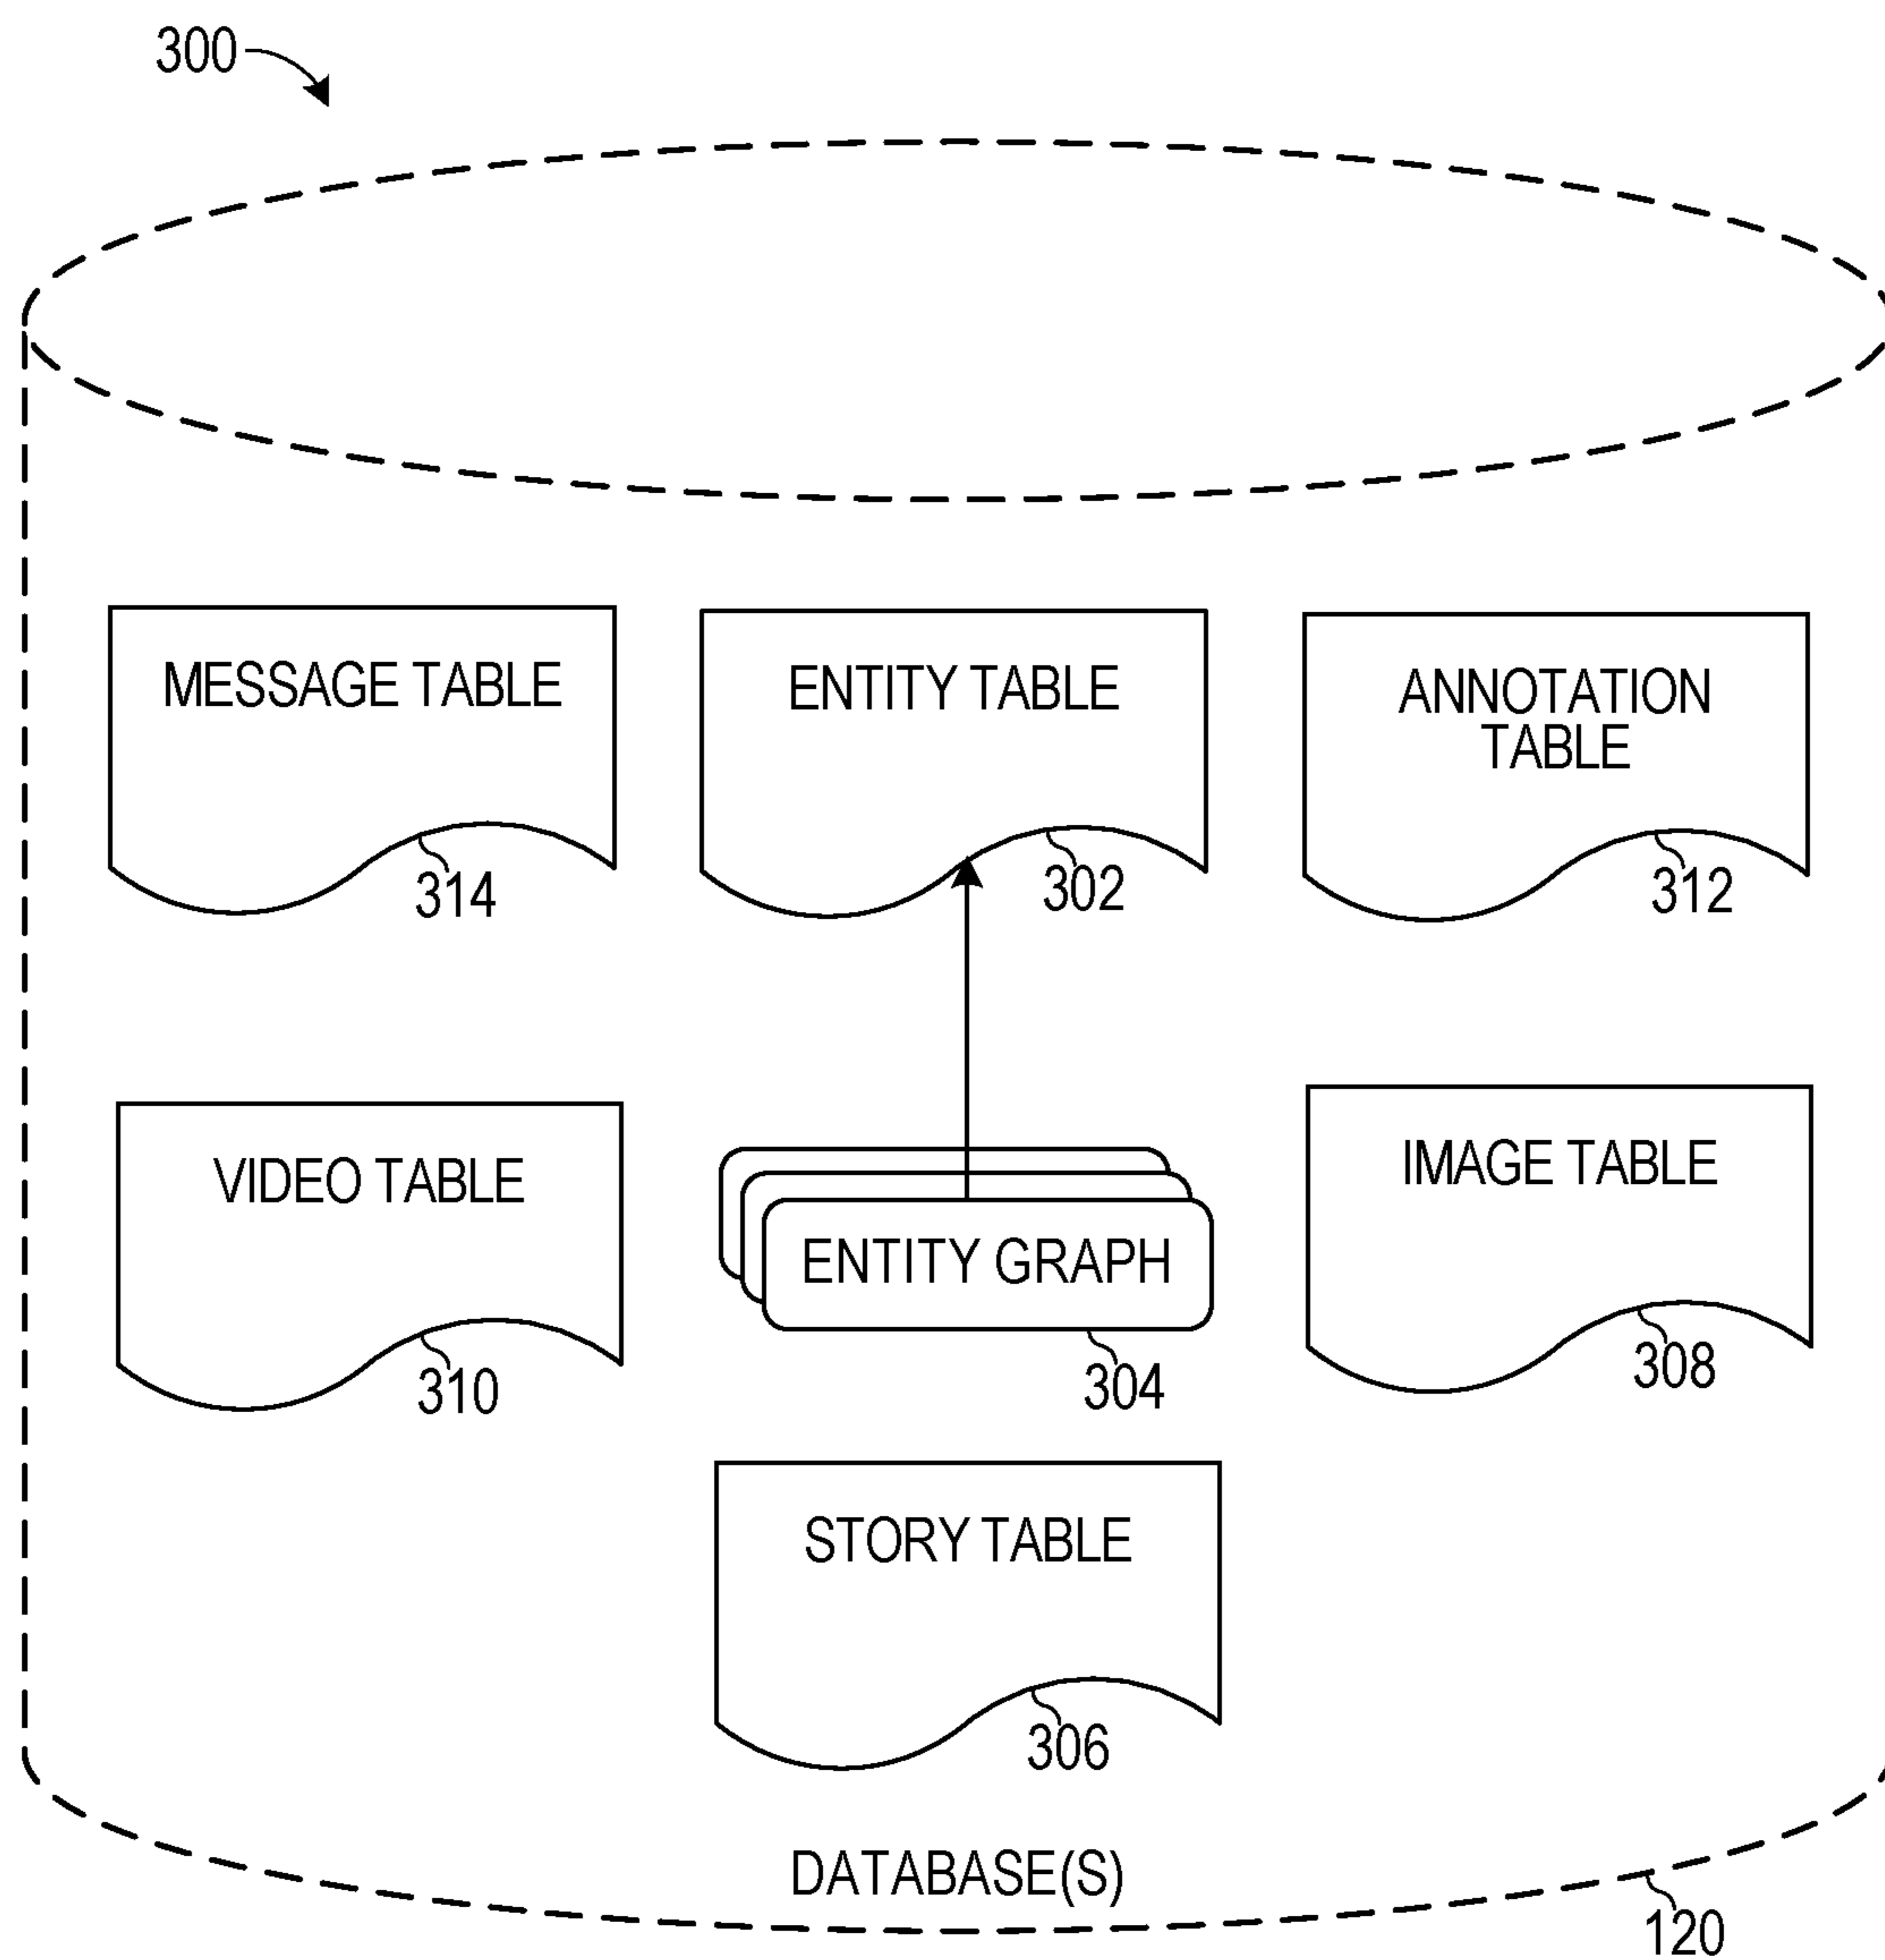 300
MESSAGE TABLE
314
ENTITY TABLE
302
ANNOTATION
TABLE
312
VIDEO TABLE
310
ENTITY GRAPH
304
IMAGE TABLE
308
STORY TABLE
306
DATABASE(S)
120